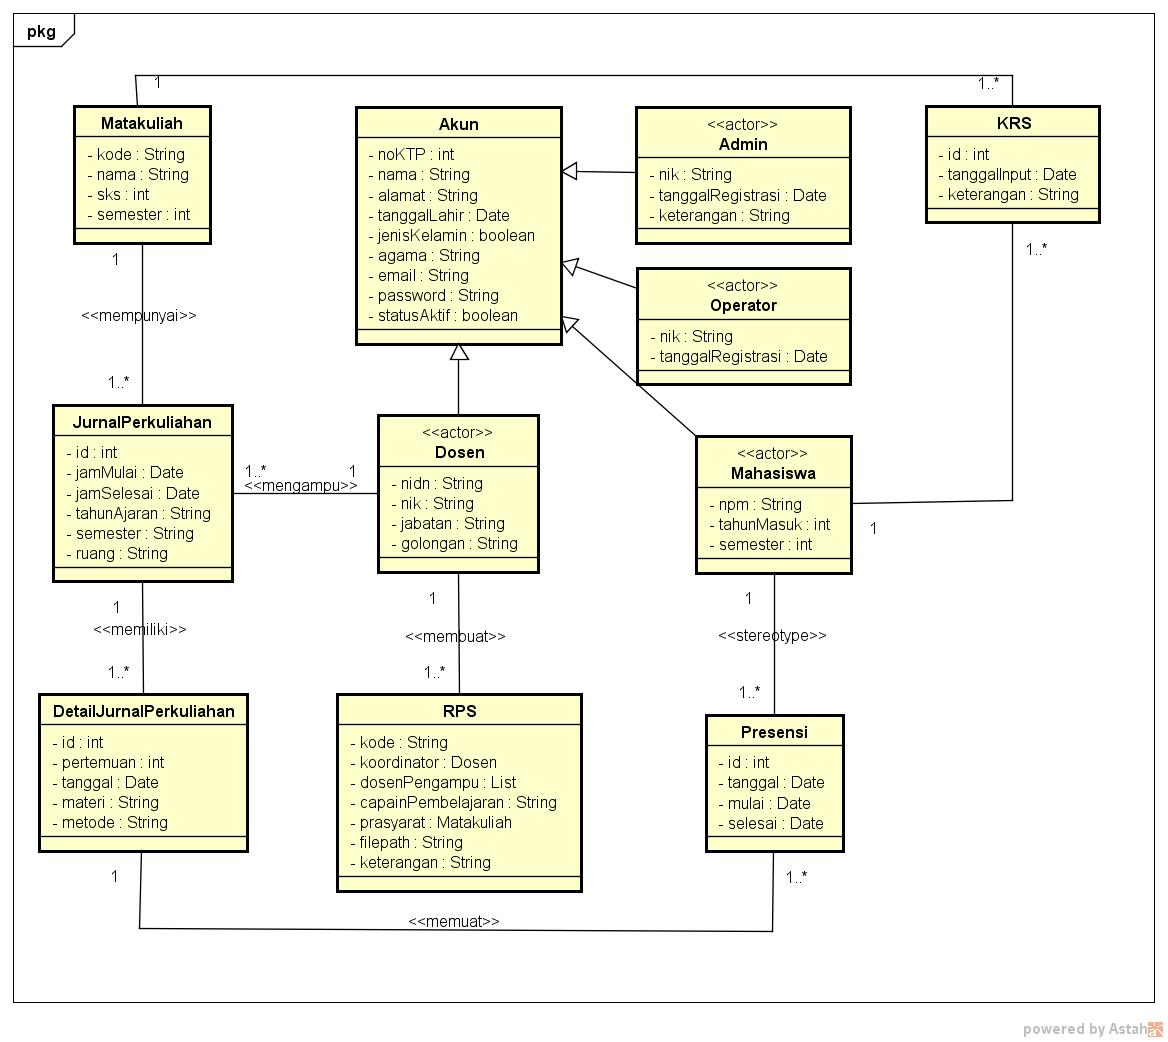 pkg
1
1..*
Matakuliah
- kode : String
- nama : String
- sks : int
- semester : int
Akun
- noKTP : int
- nama : String
- alamat : String
- tanggalLahir : Date
- jenisKelamin : boolean
- agama : String
- email : String
- password : String
- statusAktif : boolean
<<actor>>
Admin
- nik : String
- tanggalRegistrasi : Date
- keterangan : String
KRS
- id : int
- tanggalInput : Date
- keterangan : String
1
<<mempunyai>>
1..*
<<actor>>
Operator
- nik : String
- tanggalRegistrasi : Date
1..*
JurnalPerkuliahan
- id : int
- jamMulai : Date
- jamSelesai : Date
- tahunAjaran : String
- semester : String
- ruang : String
1..*
1
<<mengampu>>
<<actor>>
Dosen
- nidn : String
- nik : String
- jabatan : String
- golongan : String
<<actor>>
Mahasiswa
- npm : String
- tahunMasuk : int
- semester : int
1
1
<<memiliki>>
1..*
1
<<membuat>>
1..*
1
<<stereotype>>
1..*
DetailJurnalPerkuliahan
- id : int
- pertemuan : int
- tanggal : Date
- materi : String
- metode : String
RPS
- kode : String
- koordinator : Dosen
- dosenPengampu : List
- capainPembelajaran : String
- prasyarat : Matakuliah
- filepath : String
- keterangan : String
Presensi
- id : int
- tanggal : Date
- mulai : Date
- selesai : Date
1
1..*
<<memuat>>
powered by Astah